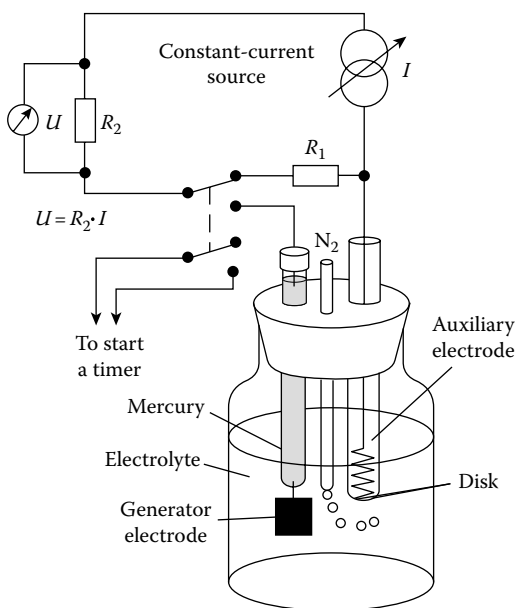 Constant-current
source
I
U
R2
R1
U = R2· I
N2
To start
a timer
Auxiliary
electrode
Mercury
Electrolyte
Disk
Generator
electrode